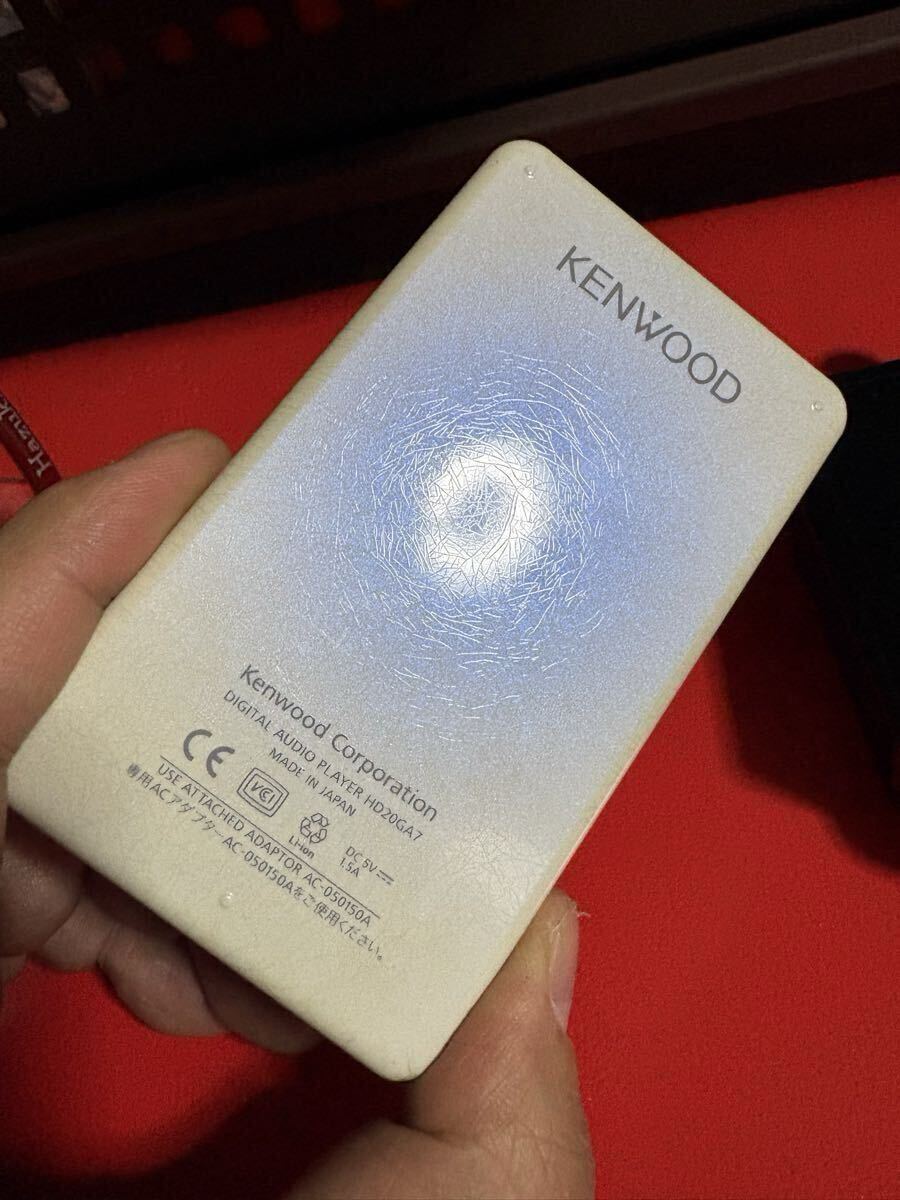 KENWOOD
Kenwood Corporation
DIGITAL AUDIO PLAYER HD20GA7
MADE IN JAPAN
CE
VCI
Li-ion
DC 5V
1.5A
USE ATTACHED ADAPTOR AC-050150A
専用ACアダプターAC-050150Aをご使用ください。
Hazuk